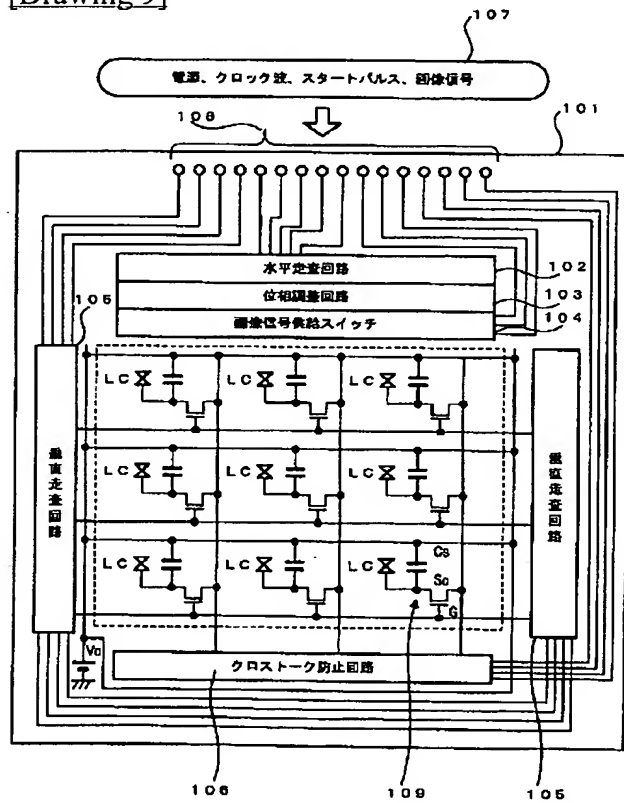 [Drawing 9]
107
電源、クロック波、スタートパルス、画像信号
108
101
水平走査回路
102
位相調整回路
103
画像信号供給スイッチ
104
105
垂直走査回路
垂直走査回路
LC
LC
LC
LC
LC
LC
LC
LC
LC
Cs
G
クロストーク防止回路
106
109
105